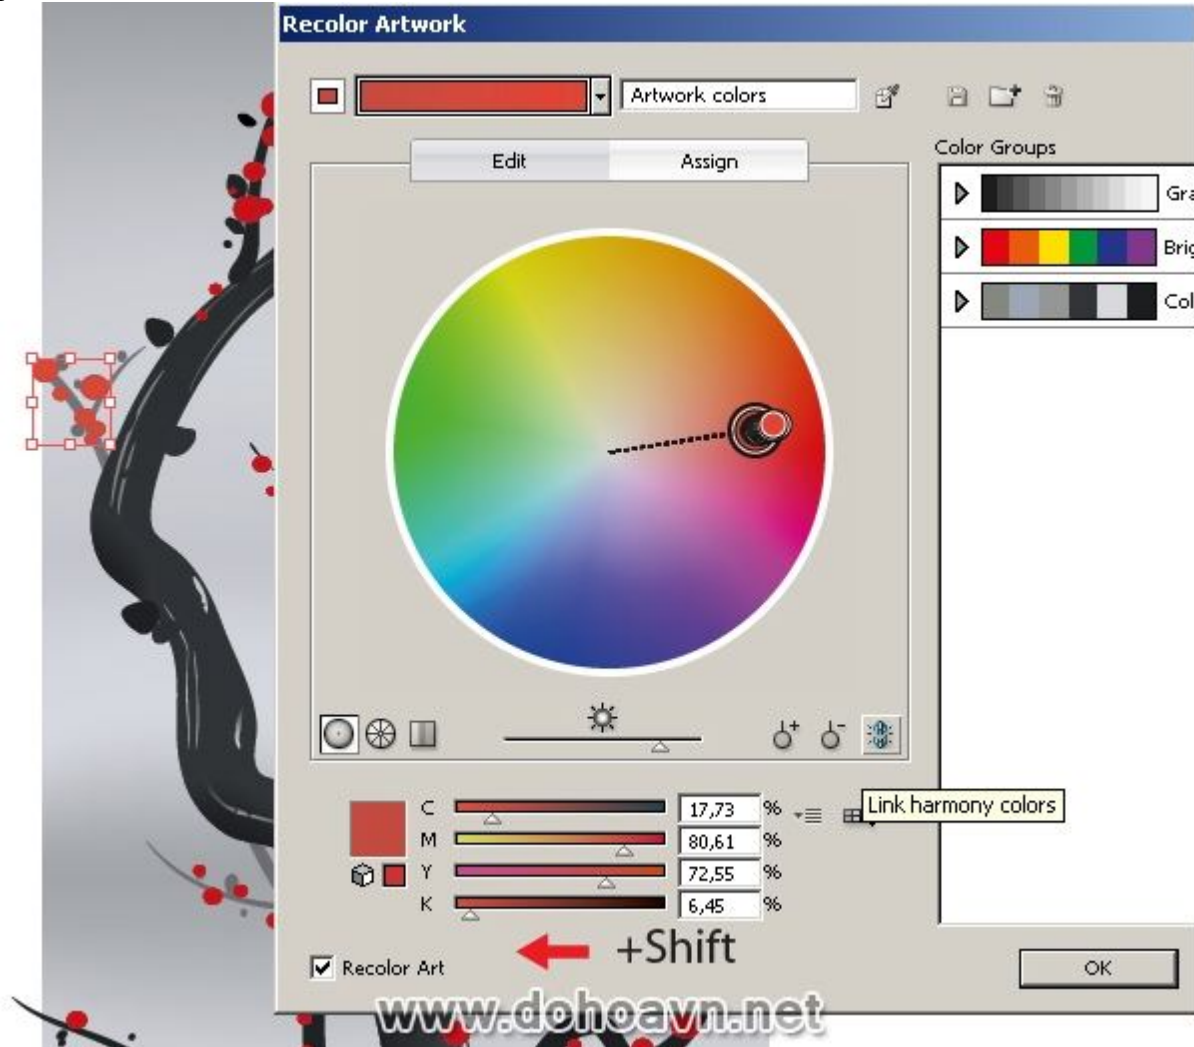 Recolor Artwork
Artwork colors
Edit
Assign
Color Groups
Gra
Brig
Col
C 17,73 %
M 80,61 %
Y 72,55 %
K 6,45 %
Link harmony colors
+Shift
Recolor Art
OK
www.dohoavn.net